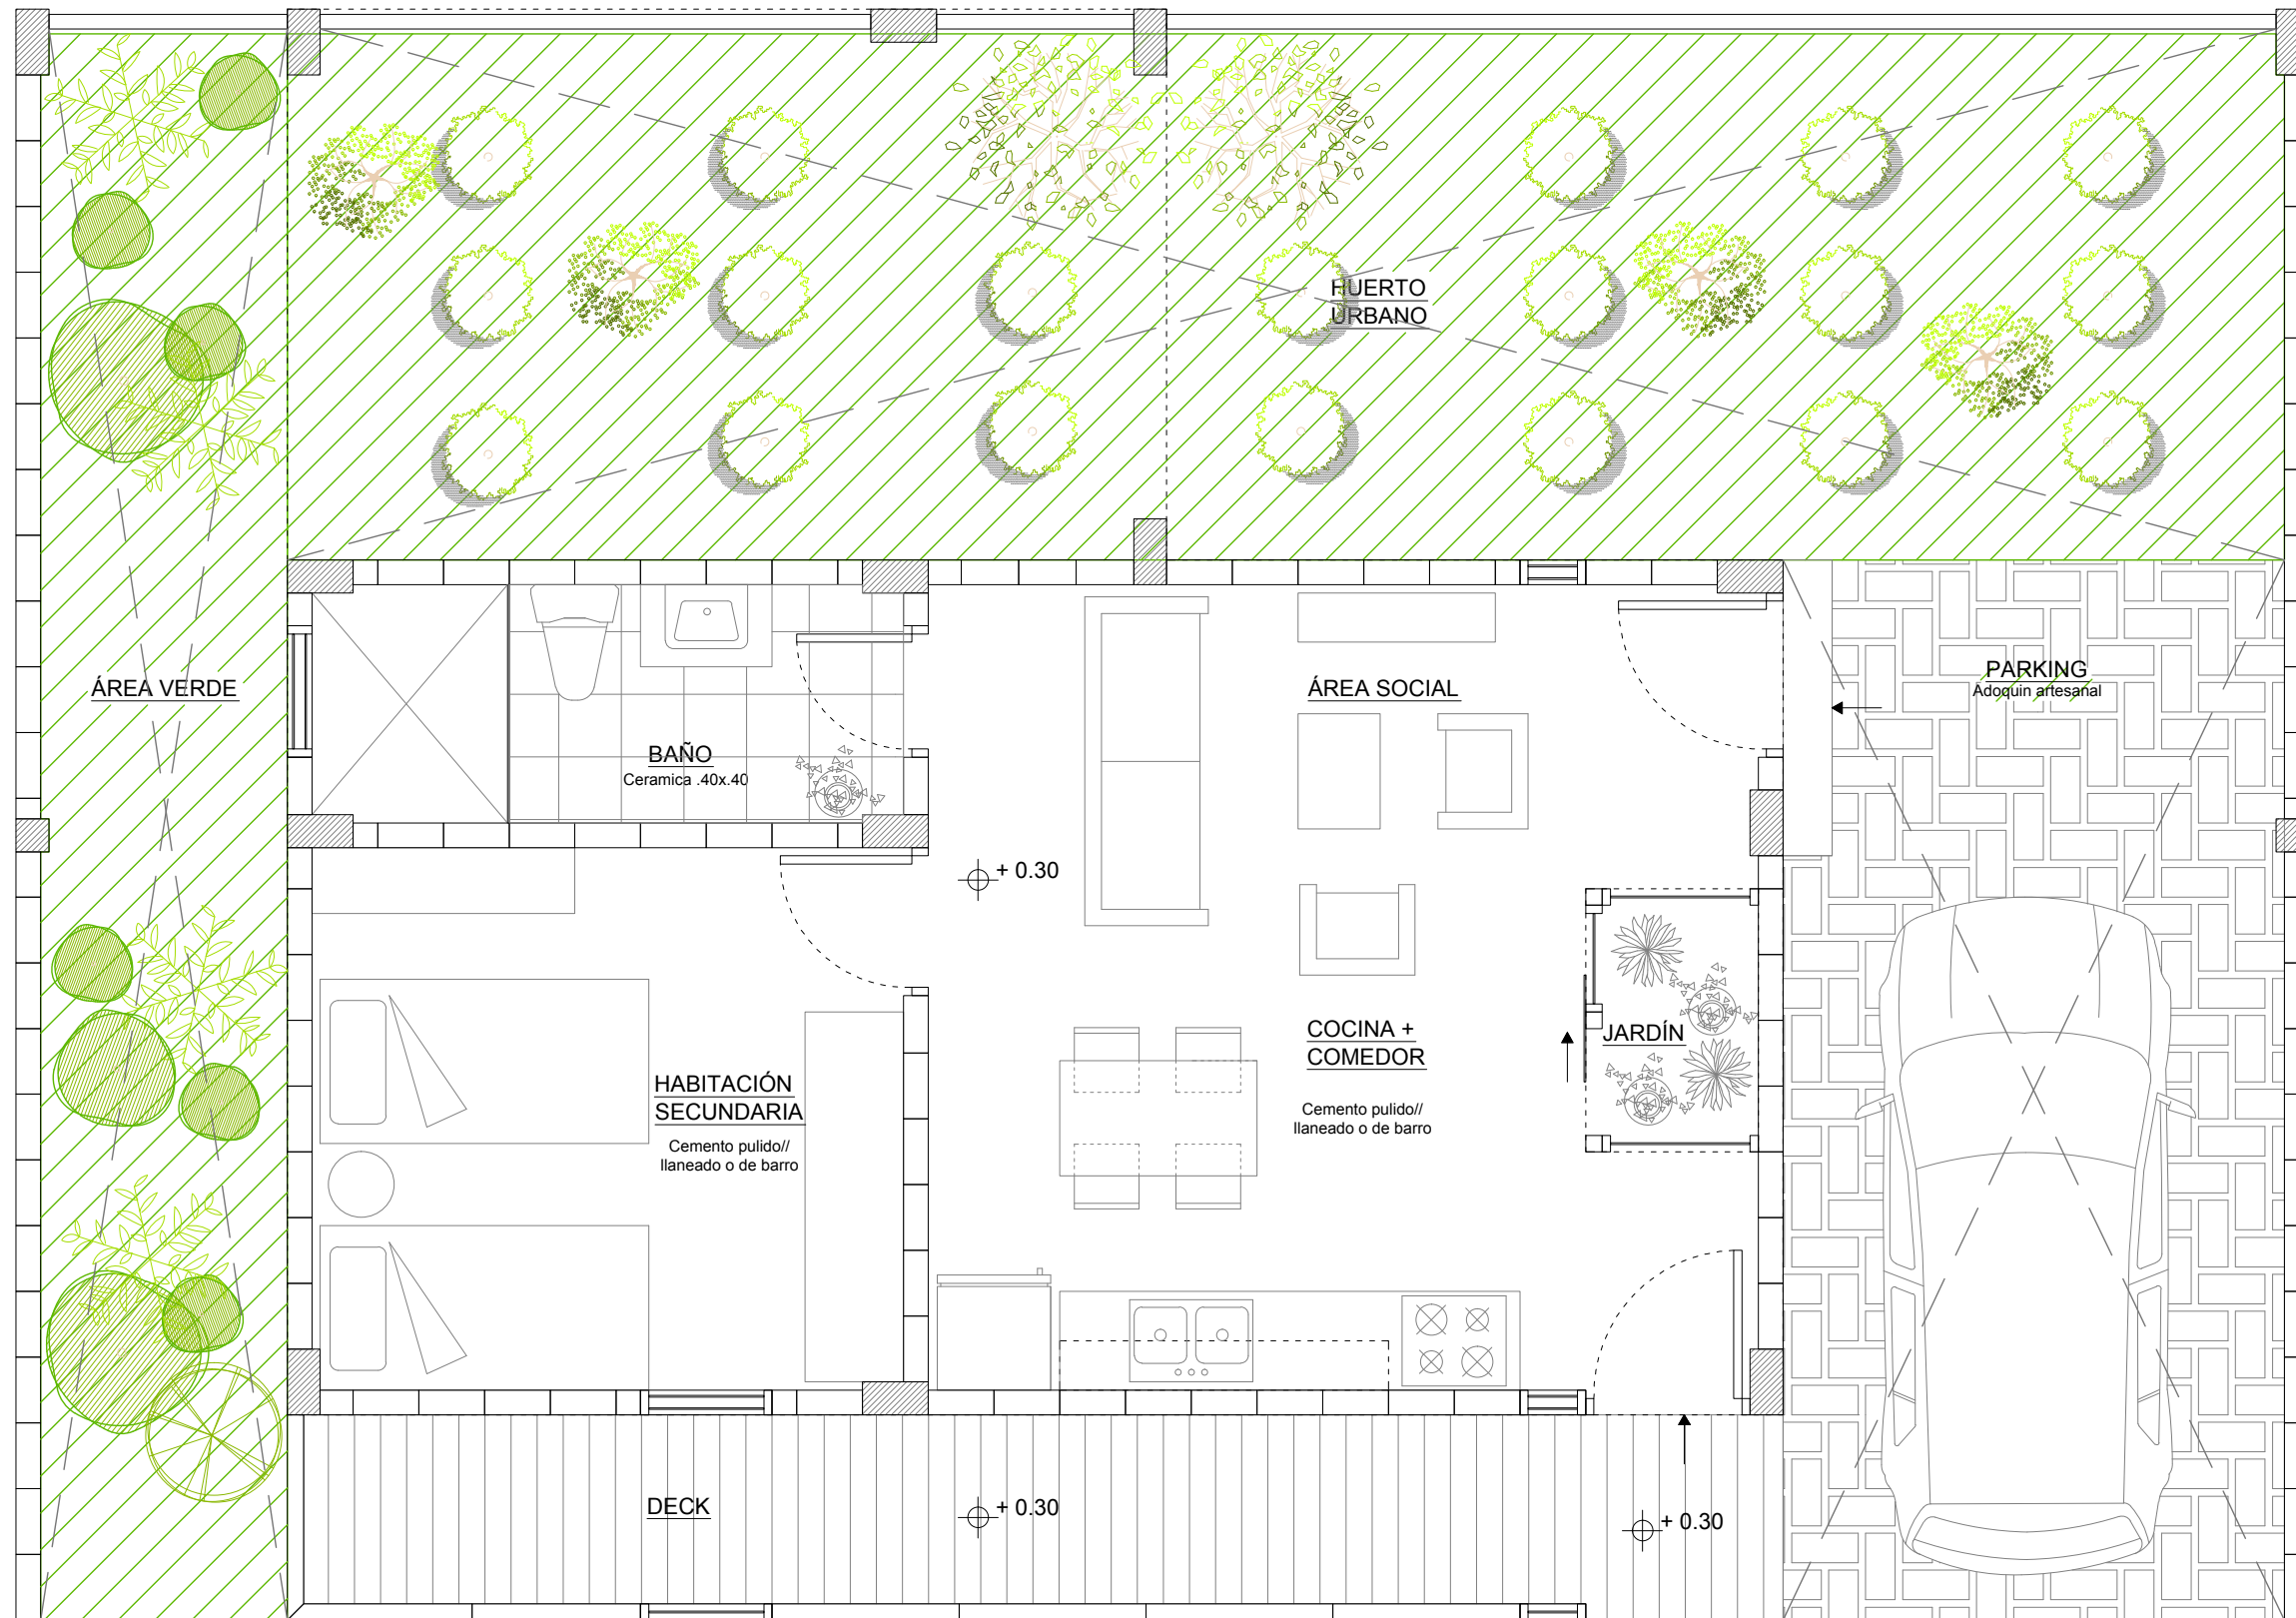 HUERTO
URBANO
ÁREA VERDE
BAÑO
Ceramica .40x.40
ÁREA SOCIAL
PARKING
Adoquin artesanal
+ 0.30
COCINA +
COMEDOR
Cemento pulido//
llaneado o de barro
JARDÍN
HABITACIÓN
SECUNDARIA
Cemento pulido//
llaneado o de barro
DECK
+ 0.30
+ 0.30